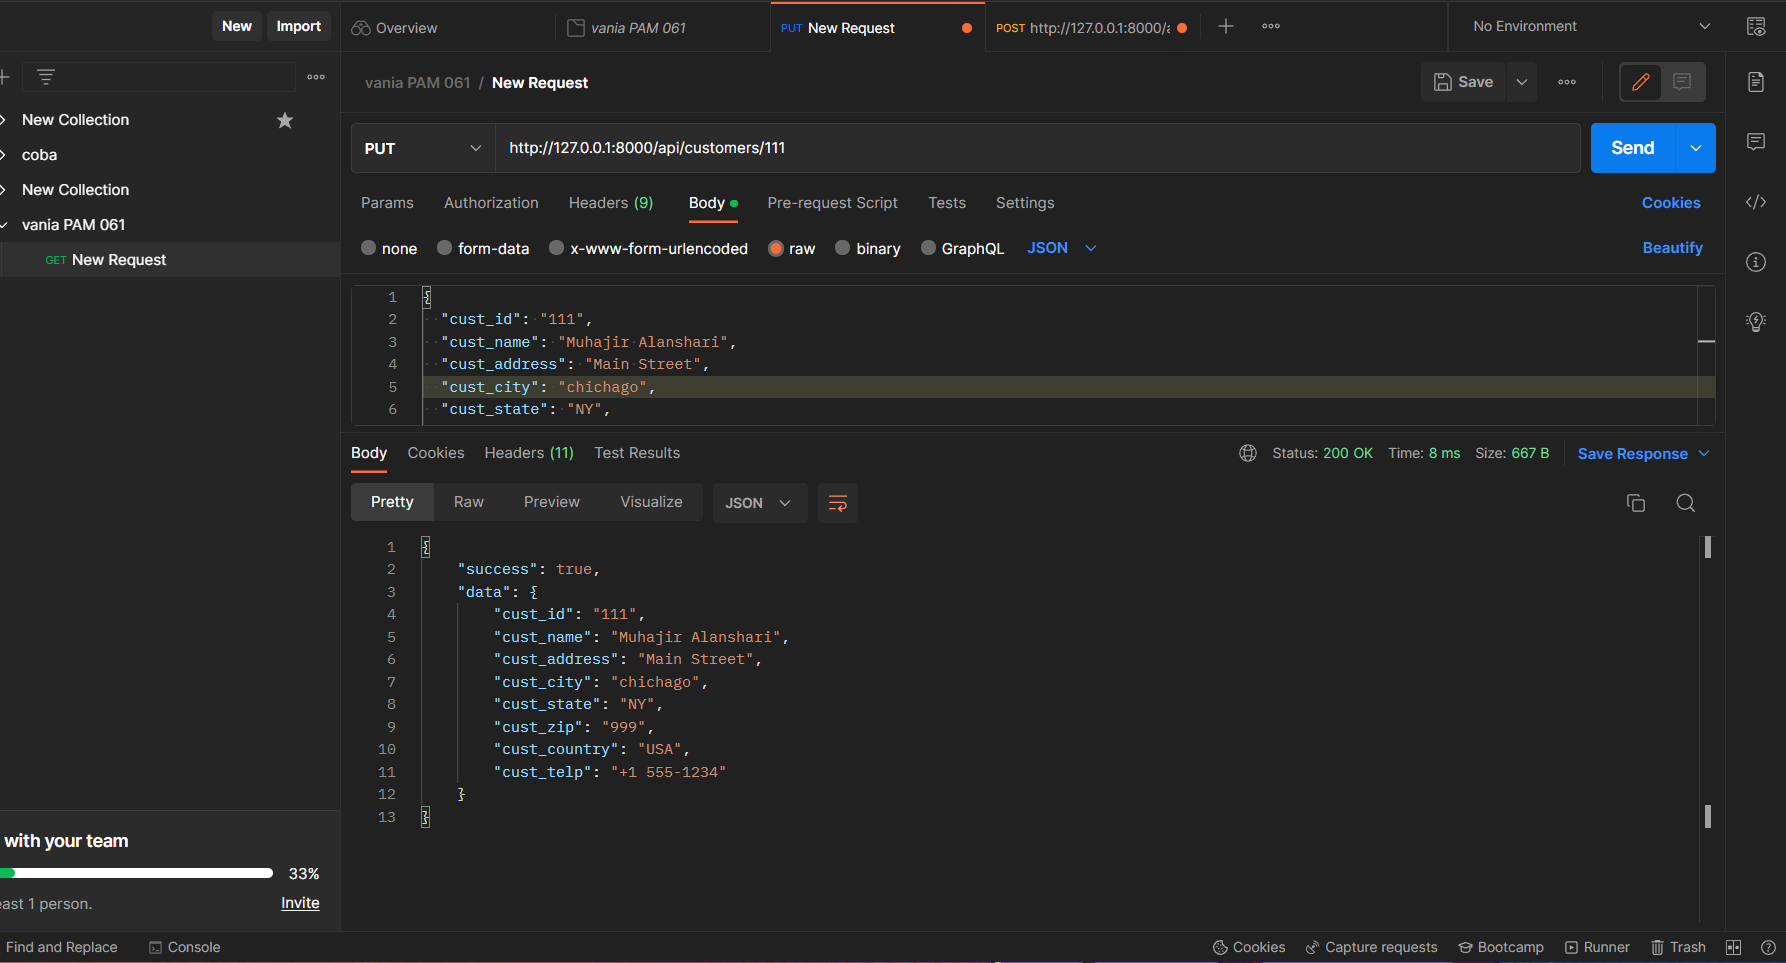 New Import
Overview
vania PAM 061
PUT New Request
POST http://127.0.0.1:8000/a
No Environment
New Collection
coba
New Collection
vania PAM 061
GET New Request
with your team
33%
east 1 person.
Invite
vania PAM 061 / New Request
Save
PUT
http://127.0.0.1:8000/api/customers/111
Send
Params Authorization Headers (9) Body Pre-request Script Tests Settings
Cookies
none form-data x-www-form-urlencoded raw binary GraphQL JSON
Beautify
1 {
2 "cust_id": "111",
3 "cust_name": "Muhajir Alanshari",
4 "cust_address": "Main Street",
5 "cust_city": "chichago",
6 "cust_state": "NY",
Body Cookies Headers (11) Test Results
Status: 200 OK Time: 8 ms Size: 667 B
Save Response
Pretty Raw Preview Visualize JSON
1 {
2 "success": true,
3 "data": {
4 "cust_id": "111",
5 "cust_name": "Muhajir Alanshari",
6 "cust_address": "Main Street",
7 "cust_city": "chichago",
8 "cust_state": "NY",
9 "cust_zip": "999",
10 "cust_country": "USA",
11 "cust_telp": "+1 555-1234"
12 }
13 }
Find and Replace Console
Cookies Capture requests Bootcamp Runner Trash